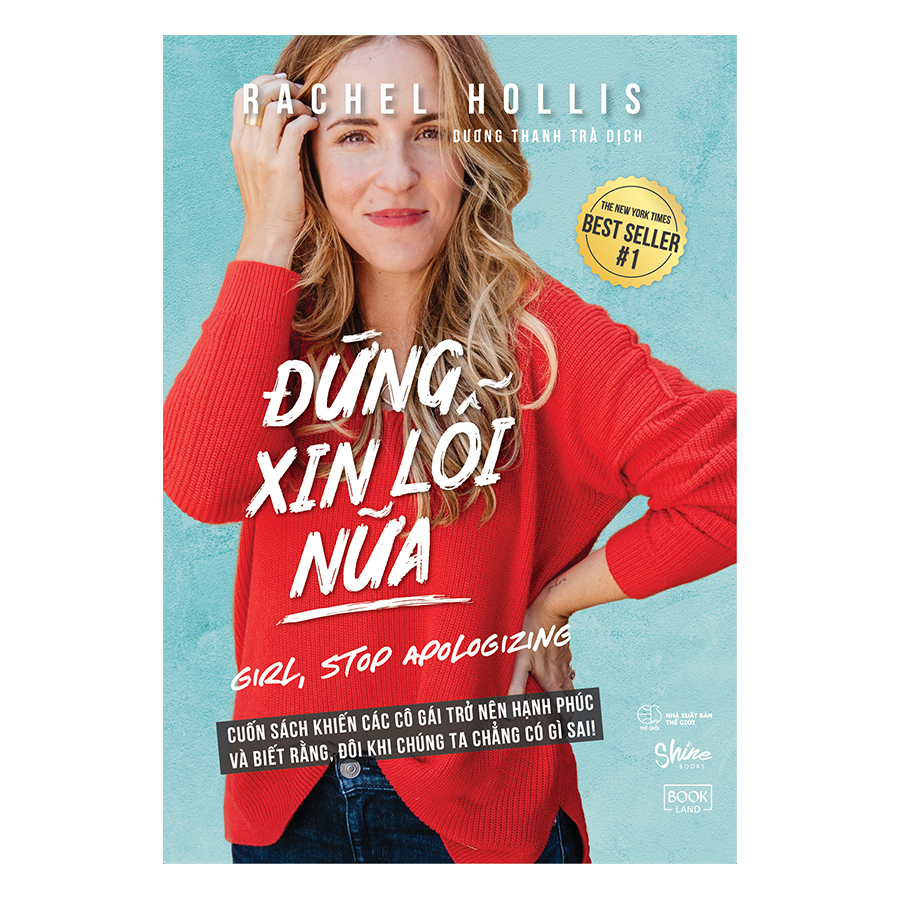 RACHEL HOLLIS
DƯƠNG THANH TRÀ DỊCH
THE NEW YORK TIMES
BEST SELLER
#1
ĐỪNG
XIN LỖI
NỮA
GIRL, STOP APOLOGIZING
CUỐN SÁCH KHIẾN CÁC CÔ GÁI TRỞ NÊN HẠNH PHÚC
VÀ BIẾT RẰNG, ĐÔI KHI CHÚNG TA CHẲNG CÓ GÌ SAI!
NHÀ XUẤT BẢN
THẾ GIỚI
THẾ GIỚI
Shine
BOOKS
BOOK
LAND